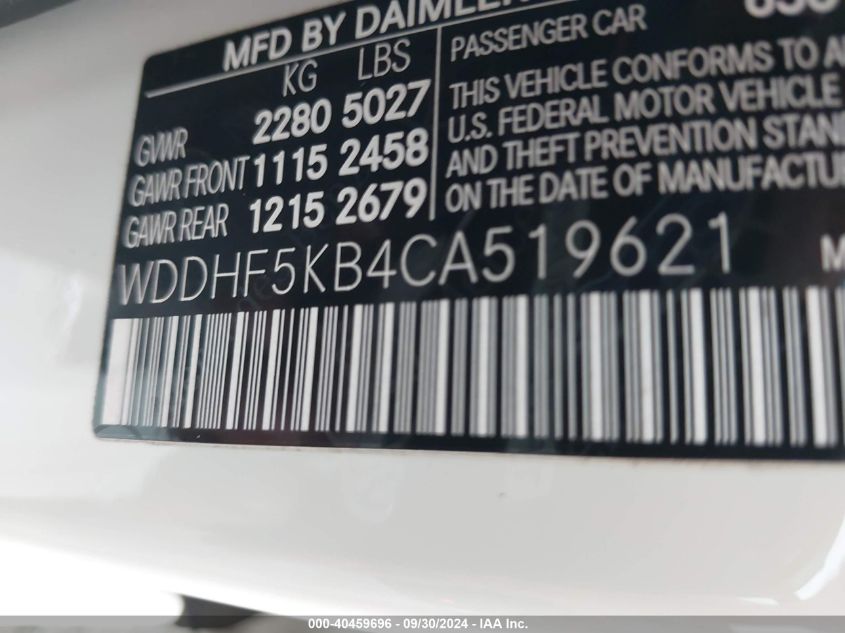 MFD BY DAIMLER
KG LBS
GVWR 2280 5027
GAWR FRONT 1115 2458
GAWR REAR 1215 2679
PASSENGER CAR
THIS VEHICLE CONFORMS TO
U.S. FEDERAL MOTOR VEHICLE
AND THEFT PREVENTION STAN
ON THE DATE OF MANUFACTU
WDDHF5KB4CA519621 M
000-40459696 - 09/30/2024 - IAA Inc.